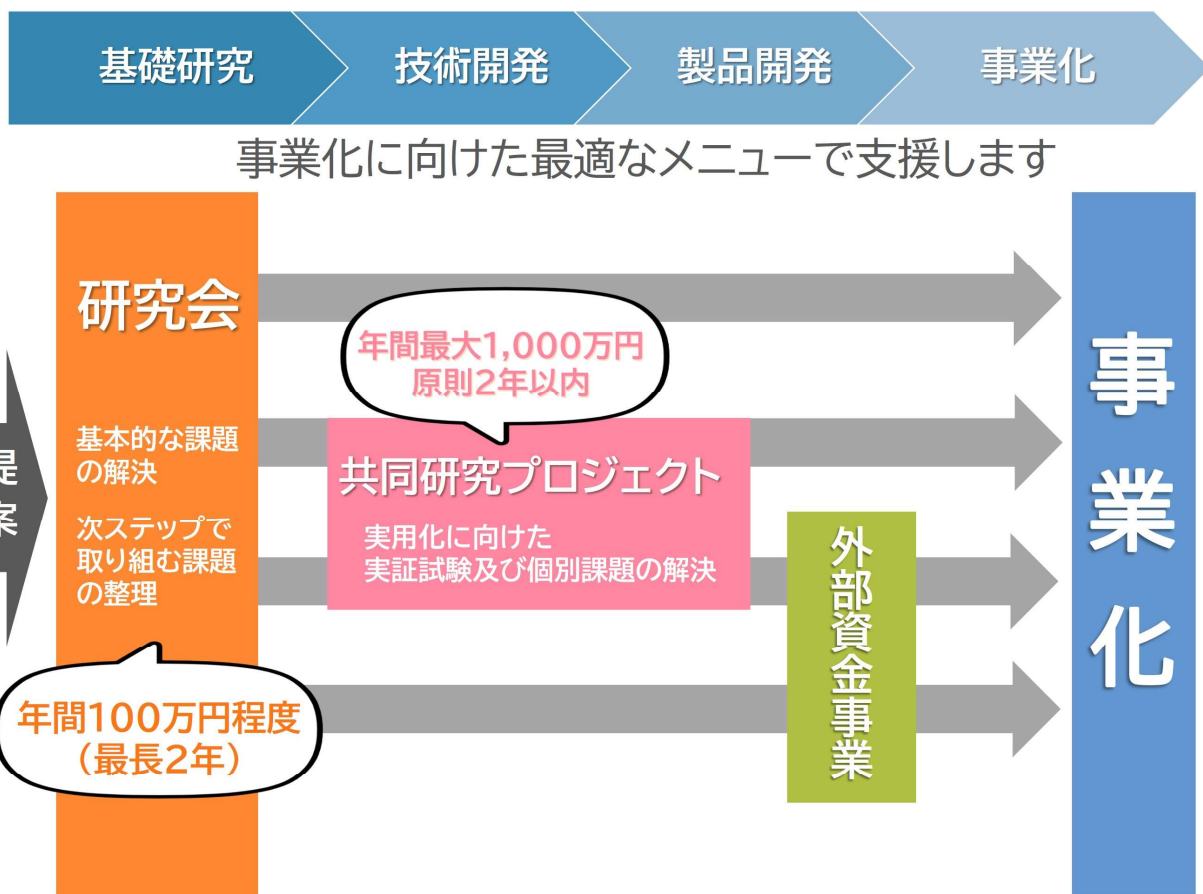 基礎研究
技術開発
製品開発
事業化
事業化に向けた最適なメニューで支援します
提
案
研究会
基本的な課題
の解決
次ステップで
取り組む課題
の整理
年間100万円程度
（最長2年）
年間最大1,000万円
原則2年以内
共同研究プロジェクト
実用化に向けた
実証試験及び個別課題の解決
外部資金事業
事業化